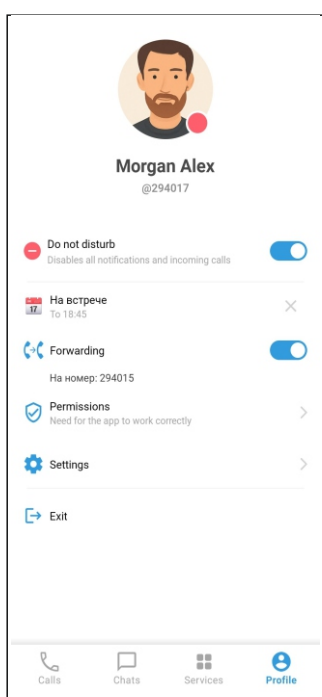 Morgan Alex
@294017
Do not disturb
Disables all notifications and incoming calls
17
На встрече
To 18:45
Forwarding
На номер: 294015
Permissions
Need for the app to work correctly
Settings
Exit
Calls
Chats
Services
Profile